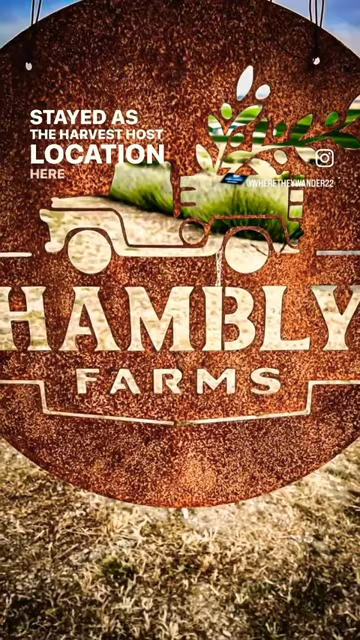 STAYED AS
THE HARVEST HOST
LOCATION
HERE
@WHERETHEYWANDER22
HAMBLY
FARMS